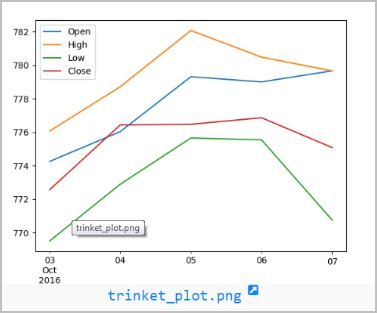 Open
High
Low
Close
782
780
778
776
774
772
770
trinket_plot.png
03 04 05 06 07
Oct
2016
trinket_plot.png